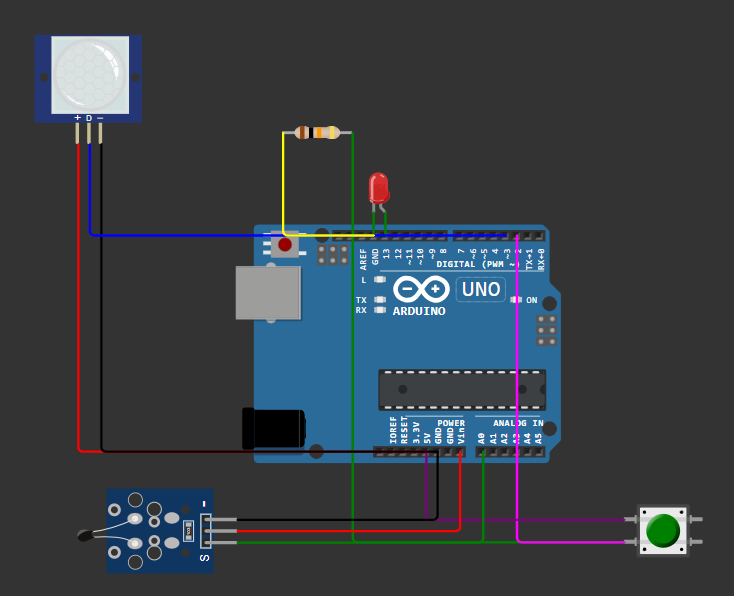 + D −
AREF
GND
13
12
~11
~10
~9
8
7
~6
~5
4
~3
TX→1
RX←0
DIGITAL (PWM ~
L
UNO
ON
TX
RX
ARDUINO
IOREF
RESET
3.3V
5V
GND
GND
Vin
POWER
ANALOG IN
A0
A1
A2
A4
A5
−
S